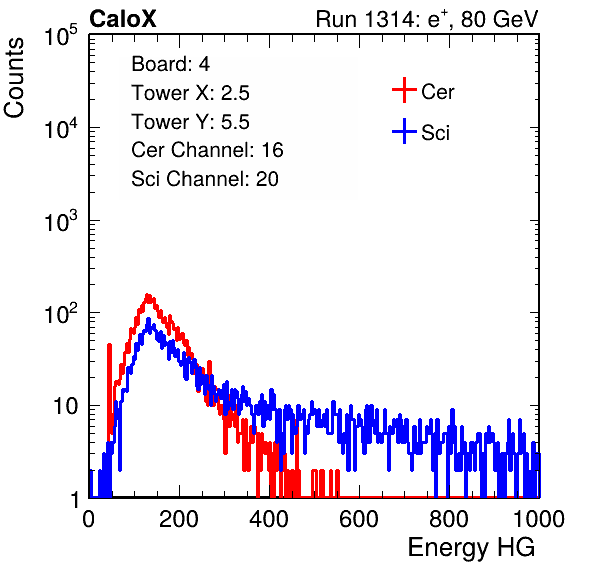 CaloX Run 1314: e⁺, 80 GeV
Counts
Board: 4
Tower X: 2.5
Tower Y: 5.5
Cer Channel: 16
Sci Channel: 20
Cer
Sci
10⁵
10⁴
10³
10²
10
1
0 200 400 600 800 1000
Energy HG